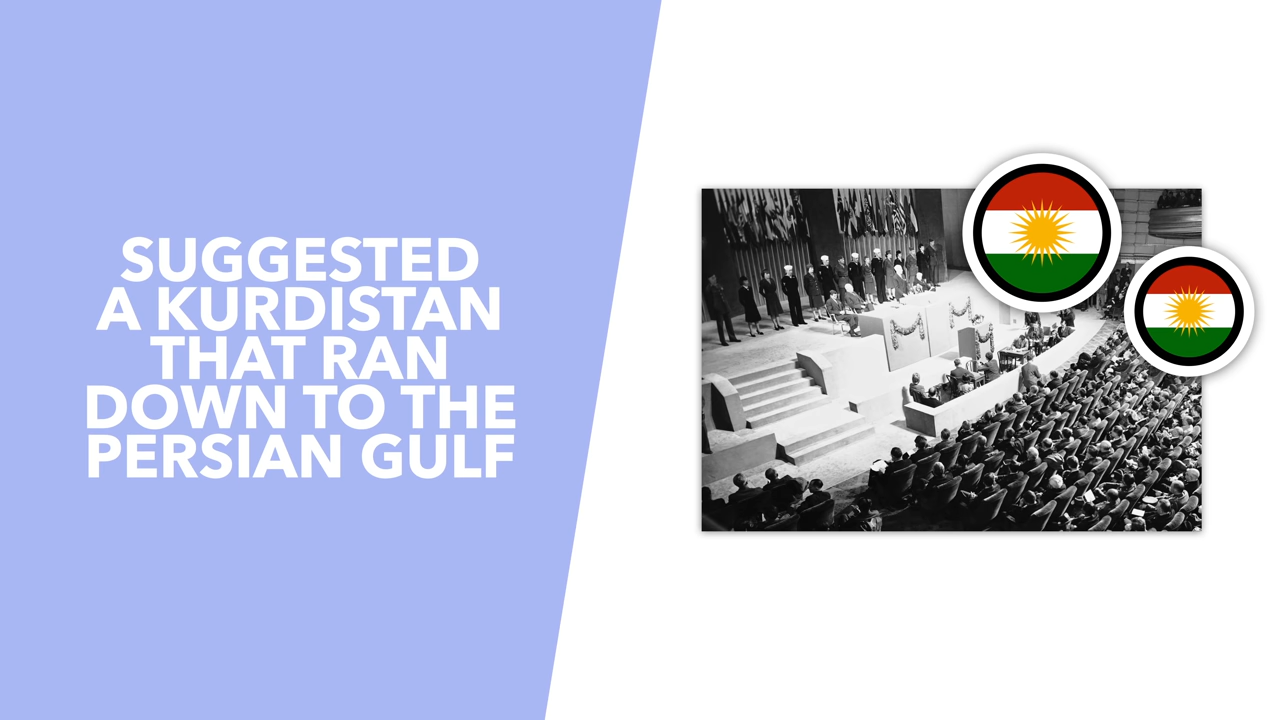 SUGGESTED
A KURDISTAN
THAT RAN
DOWN TO THE
PERSIAN GULF